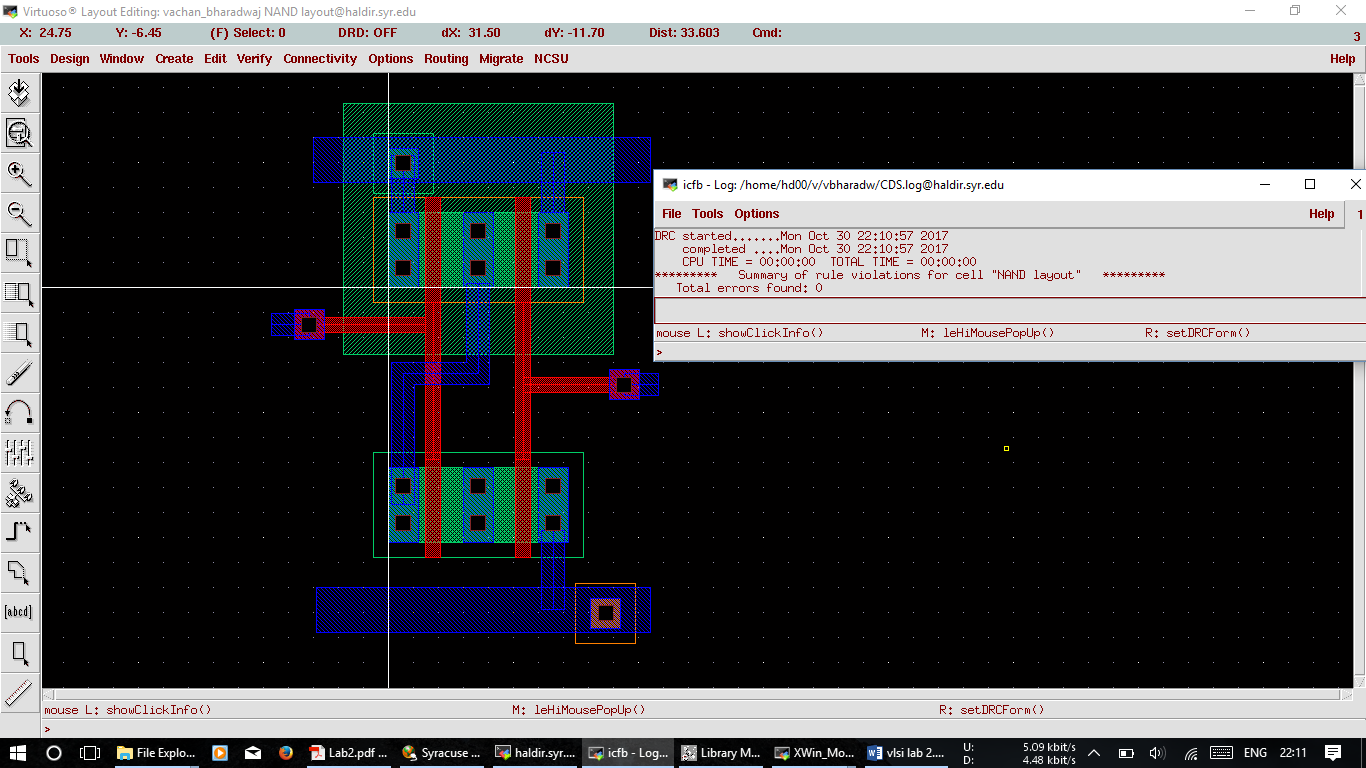 Virtuoso® Layout Editing: vachan_bharadwaj NAND layout@haldir.syr.edu
X: 24.75 Y: -6.45 (F) Select: 0 DRD: OFF dX: 31.50 dY: -11.70 Dist: 33.603 Cmd: 3
Tools Design Window Create Edit Verify Connectivity Options Routing Migrate NCSU Help
icfb - Log: /home/hd00/v/vbharadw/CDS.log@haldir.syr.edu
File Tools Options Help 1
DRC started.......Mon Oct 30 22:10:57 2017
completed ....Mon Oct 30 22:10:57 2017
CPU TIME = 00:00:00 TOTAL TIME = 00:00:00
********* Summary of rule violations for cell "NAND layout" *********
Total errors found: 0
mouse L: showClickInfo() M: leHiMousePopUp() R: setDRCForm()
>
[abcd]
mouse L: showClickInfo() M: leHiMousePopUp() R: setDRCForm()
>
File Explo... Lab2.pdf ... Syracuse ... haldir.syr.... icfb - Log... Library M... XWin_Mo... vlsi lab 2.... U: 5.09 kbit/s ENG 22:11
D: 4.48 kbit/s